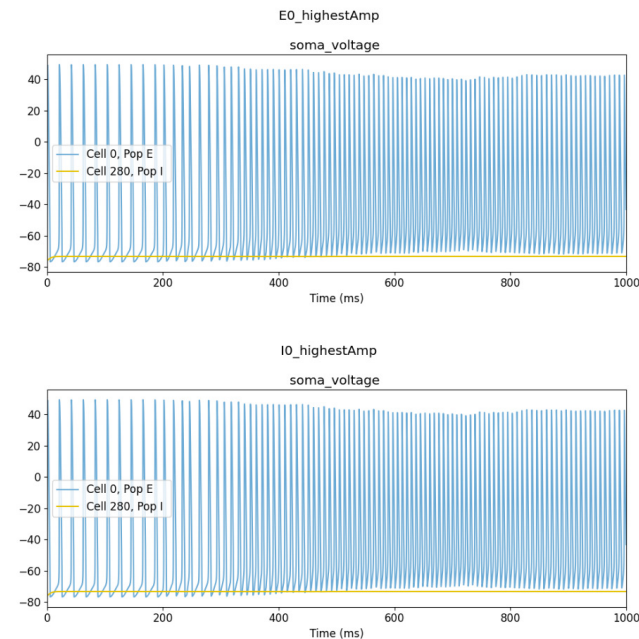 E0_highestAmp
soma_voltage
40
20
0
−20
−40
−60
−80
Cell 0, Pop E
Cell 280, Pop I
0 200 400 600 800 1000
Time (ms)
I0_highestAmp
soma_voltage
40
20
0
−20
−40
−60
−80
Cell 0, Pop E
Cell 280, Pop I
0 200 400 600 800 1000
Time (ms)